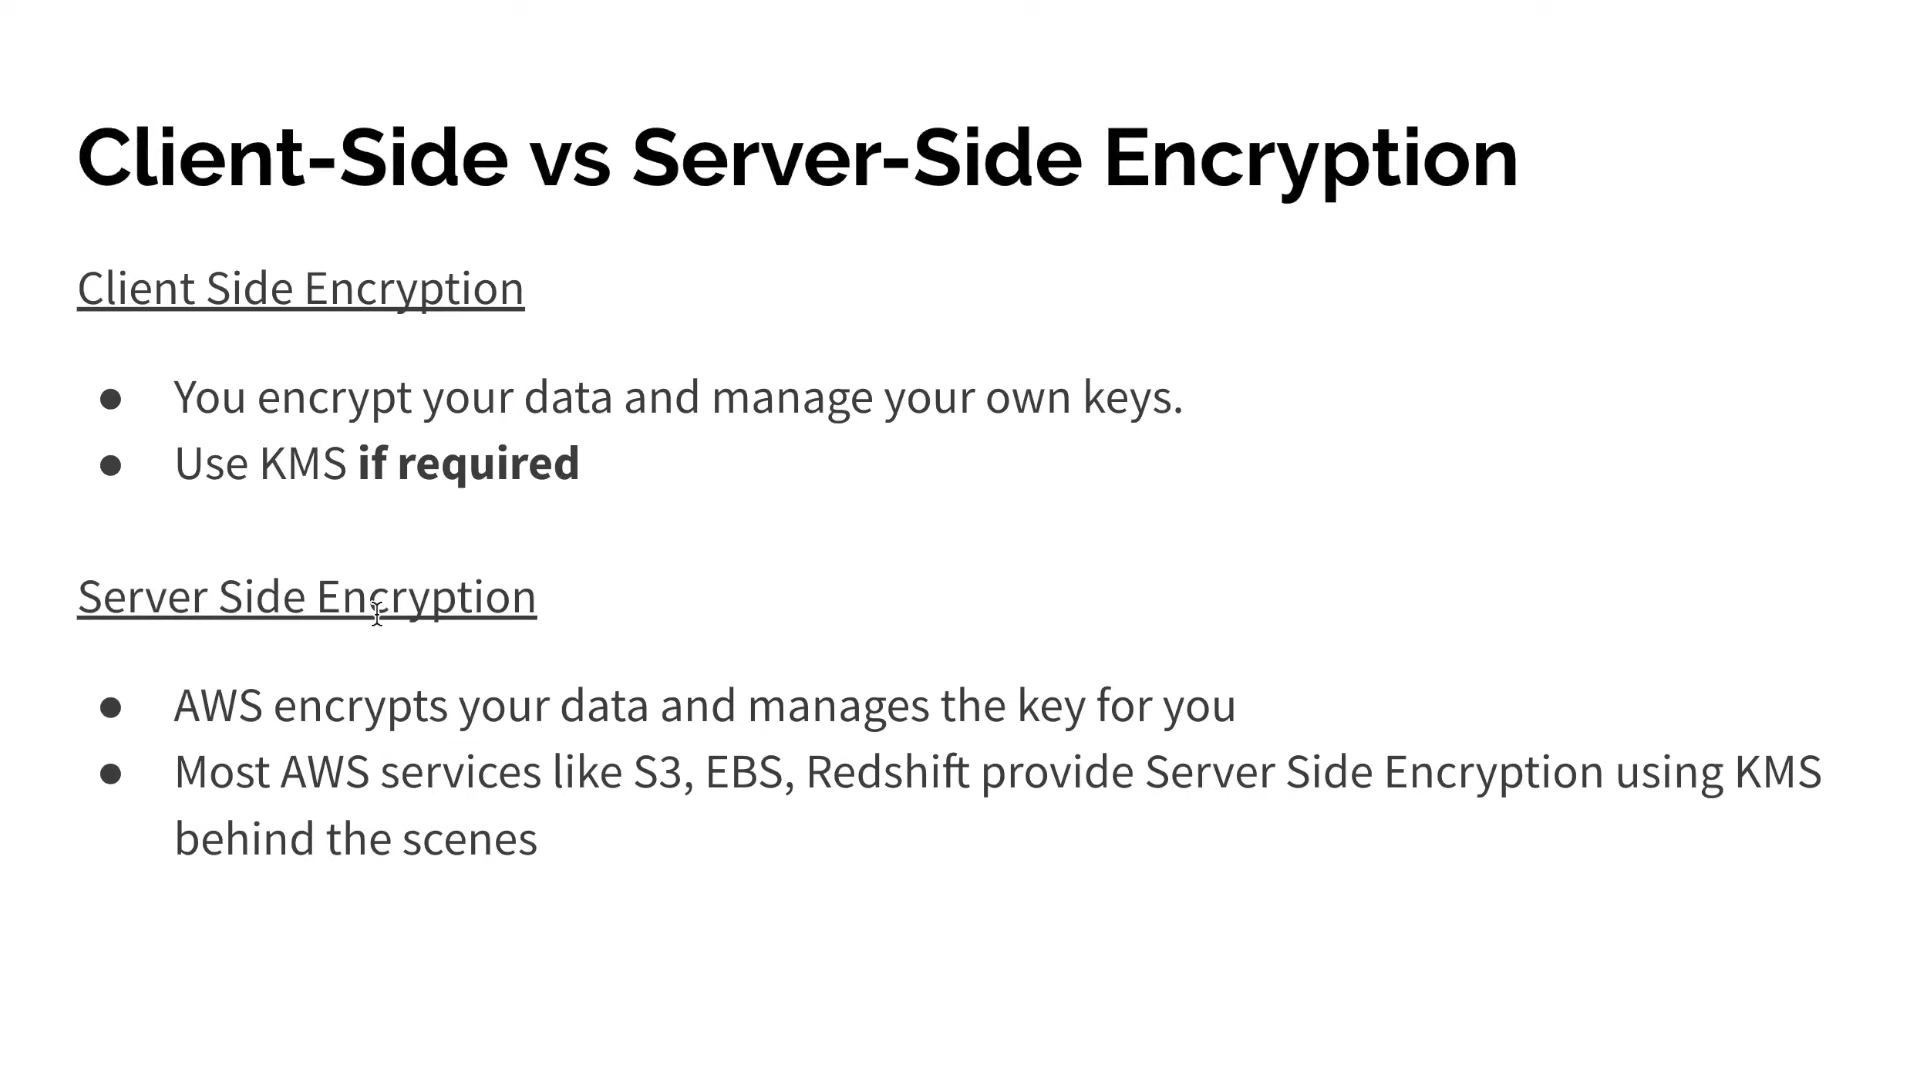 Client-Side vs Server-Side Encryption
Client Side Encryption
● You encrypt your data and manage your own keys.
● Use KMS if required
Server Side Encryption
● AWS encrypts your data and manages the key for you
● Most AWS services like S3, EBS, Redshift provide Server Side Encryption using KMS
behind the scenes